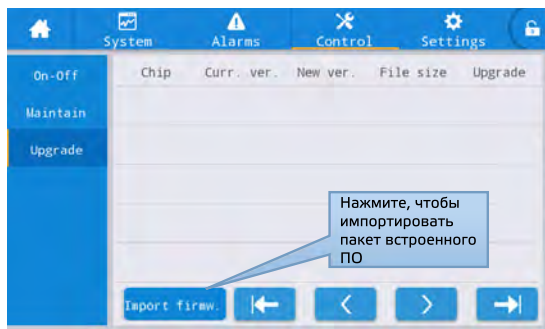 System Alarms Control Settings
On-Off Chip Curr. ver. New ver. File size Upgrade
Maintain
Upgrade
Нажмите, чтобы
импортировать
пакет встроенного
ПО
Import firmw.